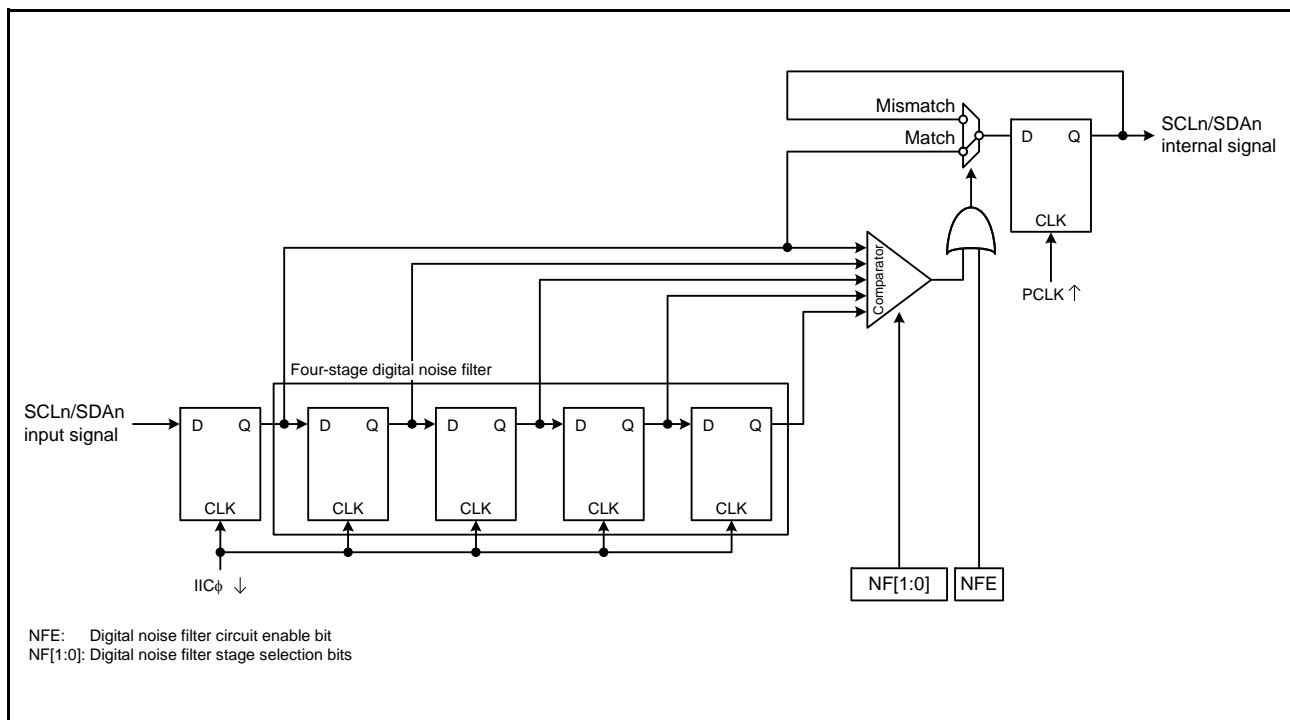 Mismatch
Match
D Q
CLK
PCLK ↑
SCLn/SDAn
internal signal
Comparator
Four-stage digital noise filter
SCLn/SDAn
input signal
D Q
CLK
D Q
CLK
D Q
CLK
D Q
CLK
D Q
CLK
IICϕ ↓
NF[1:0]
NFE
NFE: Digital noise filter circuit enable bit
NF[1:0]: Digital noise filter stage selection bits